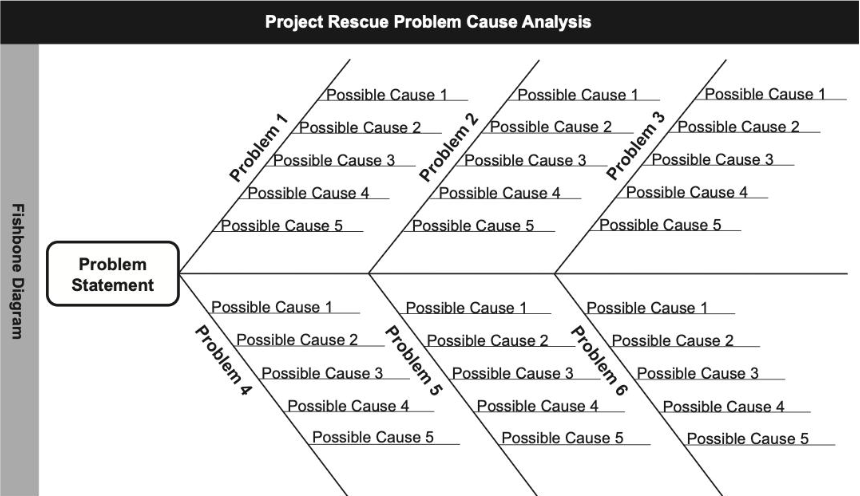 Project Rescue Problem Cause Analysis
Fishbone Diagram
Problem
Statement
Problem 1
Possible Cause 1
Possible Cause 2
Possible Cause 3
Possible Cause 4
Possible Cause 5
Problem 2
Possible Cause 1
Possible Cause 2
Possible Cause 3
Possible Cause 4
Possible Cause 5
Problem 3
Possible Cause 1
Possible Cause 2
Possible Cause 3
Possible Cause 4
Possible Cause 5
Problem 4
Possible Cause 1
Possible Cause 2
Possible Cause 3
Possible Cause 4
Possible Cause 5
Problem 5
Possible Cause 1
Possible Cause 2
Possible Cause 3
Possible Cause 4
Possible Cause 5
Problem 6
Possible Cause 1
Possible Cause 2
Possible Cause 3
Possible Cause 4
Possible Cause 5